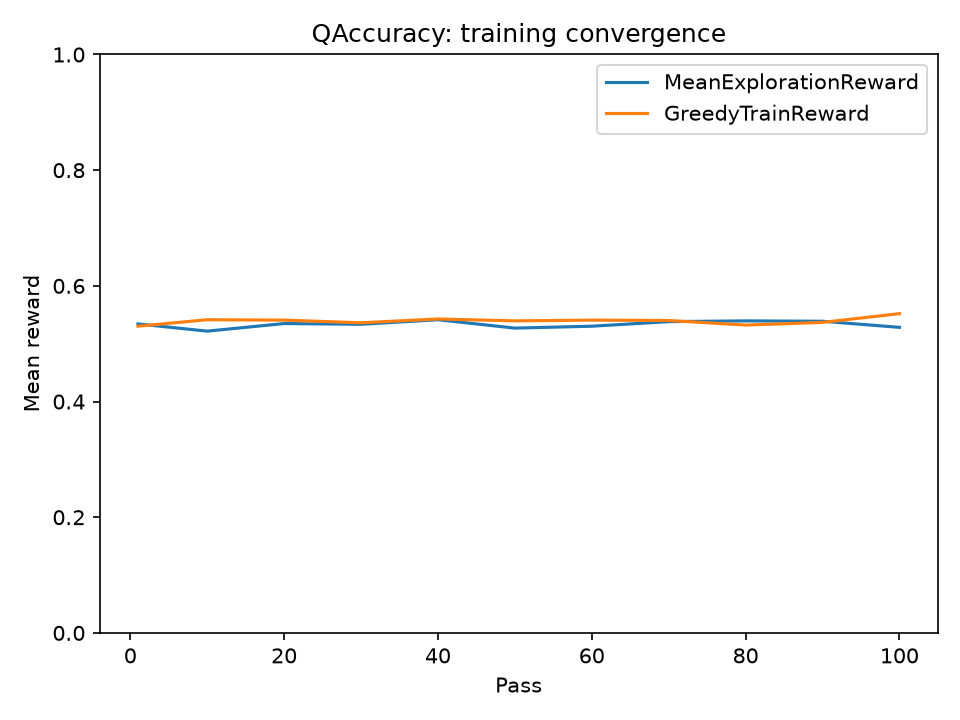 QAccuracy: training convergence
MeanExplorationReward
GreedyTrainReward
1.0
0.8
0.6
0.4
0.2
0.0
Mean reward
0 20 40 60 80 100
Pass